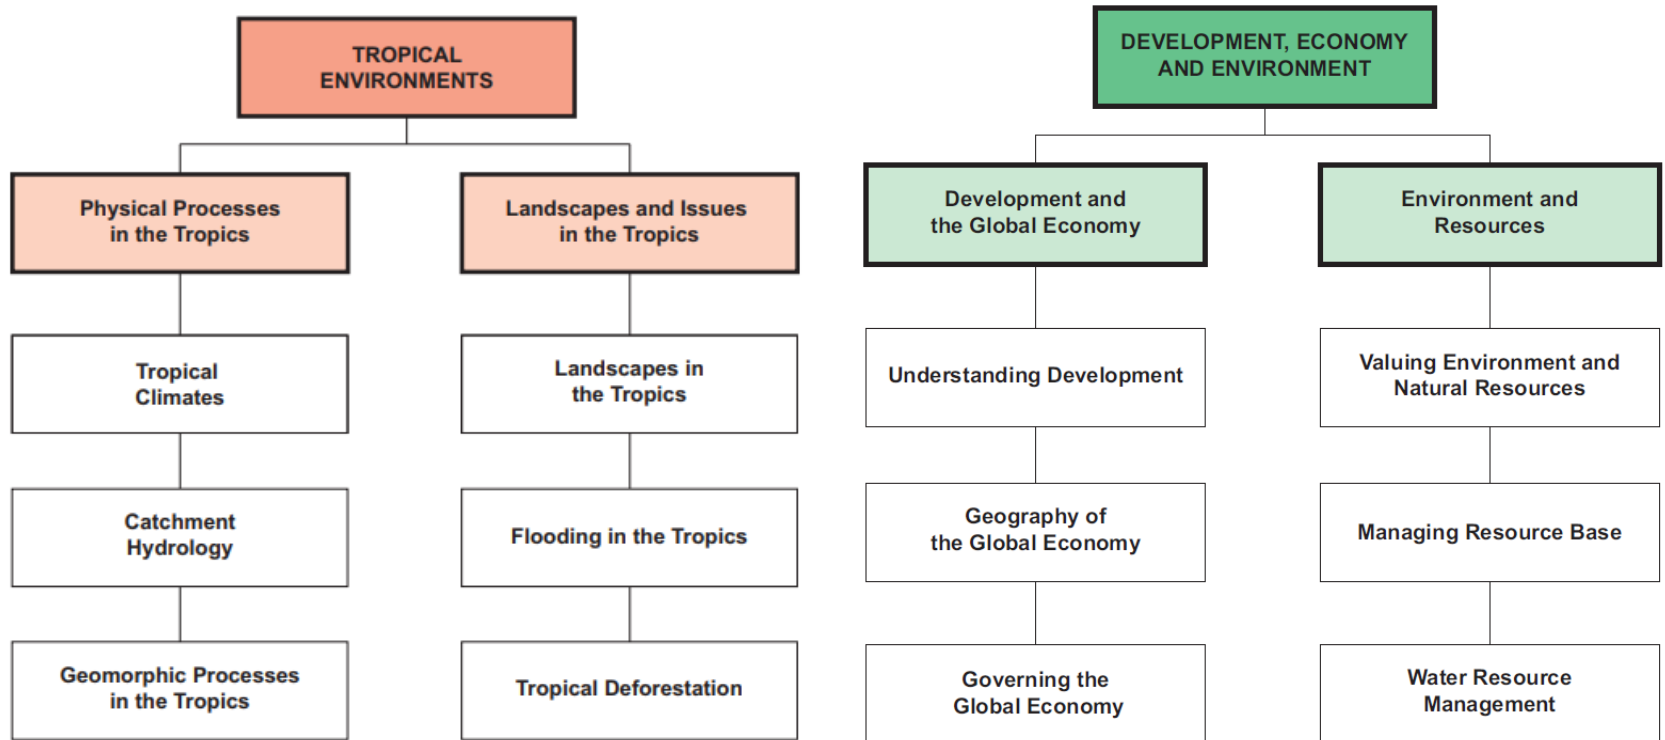 TROPICAL
ENVIRONMENTS
Physical Processes
in the Tropics
Landscapes and Issues
in the Tropics
Tropical
Climates
Landscapes in
the Tropics
Catchment
Hydrology
Flooding in the Tropics
Geomorphic Processes
in the Tropics
Tropical Deforestation
DEVELOPMENT, ECONOMY
AND ENVIRONMENT
Development and
the Global Economy
Environment and
Resources
Understanding Development
Valuing Environment and
Natural Resources
Geography of
the Global Economy
Managing Resource Base
Governing the
Global Economy
Water Resource
Management